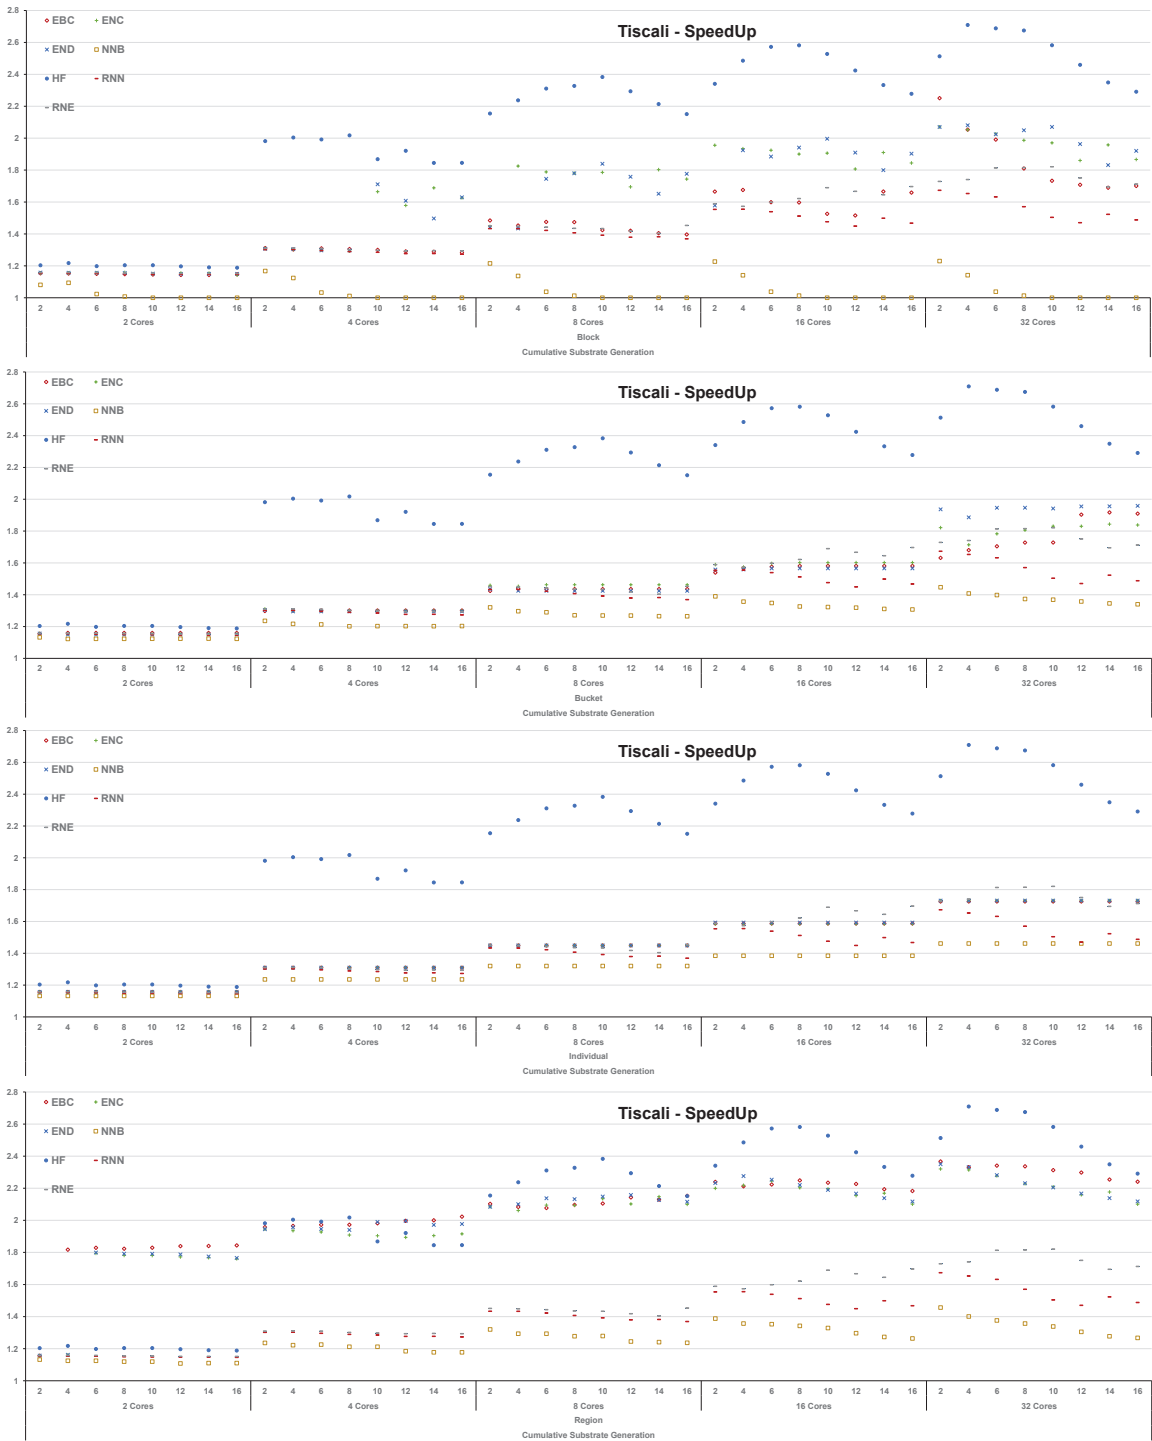 Tiscali - SpeedUp
EBC ENC
END NNB
HF RNN
RNE
2.8
2.6
2.4
2.2
2
1.8
1.6
1.4
1.2
1
2 4 6 8 10 12 14 16 2 4 6 8 10 12 14 16 2 4 6 8 10 12 14 16 2 4 6 8 10 12 14 16 2 4 6 8 10 12 14 16
2 Cores 4 Cores 8 Cores 16 Cores 32 Cores
Block
Cumulative Substrate Generation
Tiscali - SpeedUp
EBC ENC
END NNB
HF RNN
RNE
2.8
2.6
2.4
2.2
2
1.8
1.6
1.4
1.2
1
2 4 6 8 10 12 14 16 2 4 6 8 10 12 14 16 2 4 6 8 10 12 14 16 2 4 6 8 10 12 14 16 2 4 6 8 10 12 14 16
2 Cores 4 Cores 8 Cores 16 Cores 32 Cores
Bucket
Cumulative Substrate Generation
Tiscali - SpeedUp
EBC ENC
END NNB
HF RNN
RNE
2.8
2.6
2.4
2.2
2
1.8
1.6
1.4
1.2
1
2 4 6 8 10 12 14 16 2 4 6 8 10 12 14 16 2 4 6 8 10 12 14 16 2 4 6 8 10 12 14 16 2 4 6 8 10 12 14 16
2 Cores 4 Cores 8 Cores 16 Cores 32 Cores
Individual
Cumulative Substrate Generation
Tiscali - SpeedUp
EBC ENC
END NNB
HF RNN
RNE
2.8
2.6
2.4
2.2
2
1.8
1.6
1.4
1.2
1
2 4 6 8 10 12 14 16 2 4 6 8 10 12 14 16 2 4 6 8 10 12 14 16 2 4 6 8 10 12 14 16 2 4 6 8 10 12 14 16
2 Cores 4 Cores 8 Cores 16 Cores 32 Cores
Region
Cumulative Substrate Generation